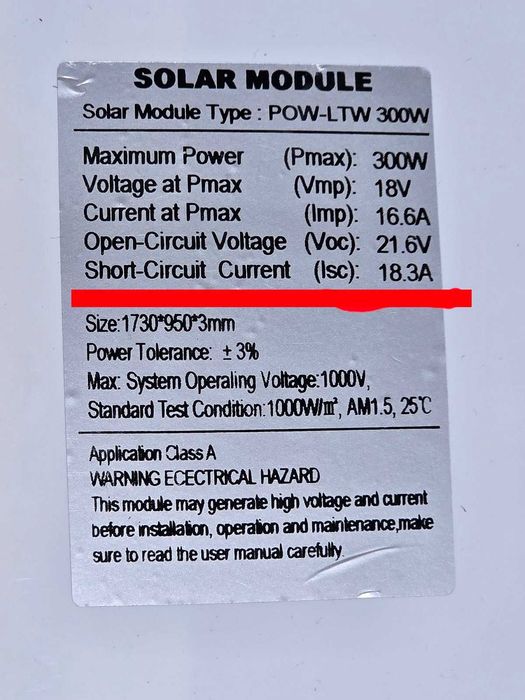 SOLAR MODULE
Solar Module Type : POW-LTW 300W
Maximum Power (Pmax): 300W
Voltage at Pmax (Vmp): 18V
Current at Pmax (Imp): 16.6A
Open-Circuit Voltage (Voc): 21.6V
Short-Circuit Current (Isc): 18.3A
Size:1730*950*3mm
Power Tolerance: ±3%
Max: System Operaling Voltage:1000V,
Standard Test Condition:1000W/m², AM1.5, 25℃
Application Class A
WARNING ECECTRICAL HAZARD
This module may generale high voltage and current
before installation, operation and mainlenance,make
sure to read the user manual carefully.